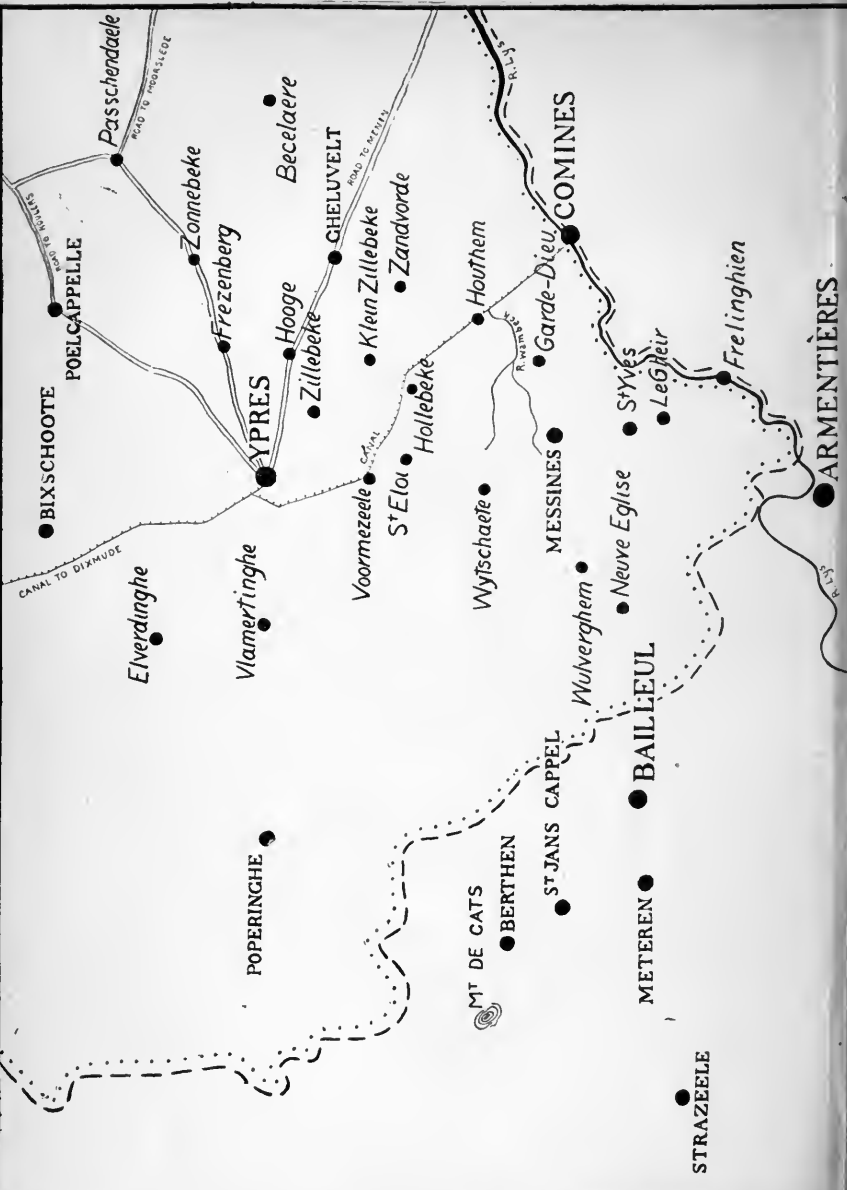 CANAL TO DIXMUDE
BIXSCHOOTE
POELCAPPELLE
ROAD TO ROULERS
Passchendaele
ROAD TO MOORSLEDE
Elverdinghe
Zonnebeke
Frezenberg
POPERINGHE
Vlamertinghe
YPRES
Hooge
Becelaere
Zillebeke
GHELUVELT
ROAD TO MENIN
Voormezeele
CANAL
Klein Zillebeke
St Eloi
Hollebeke
Zandvorde
MT DE CATS
BERTHEN
Wytschaete
Houthem
R. Wambeck
R. Lys
ST JANS CAPPEL
MESSINES
Garde-Dieu
COMINES
Wulverghem
Neuve Eglise
St Yves
BAILLEUL
METEREN
Le Gheir
STRAZEELE
Frelinghien
ARMENTIÈRES
R. Lys